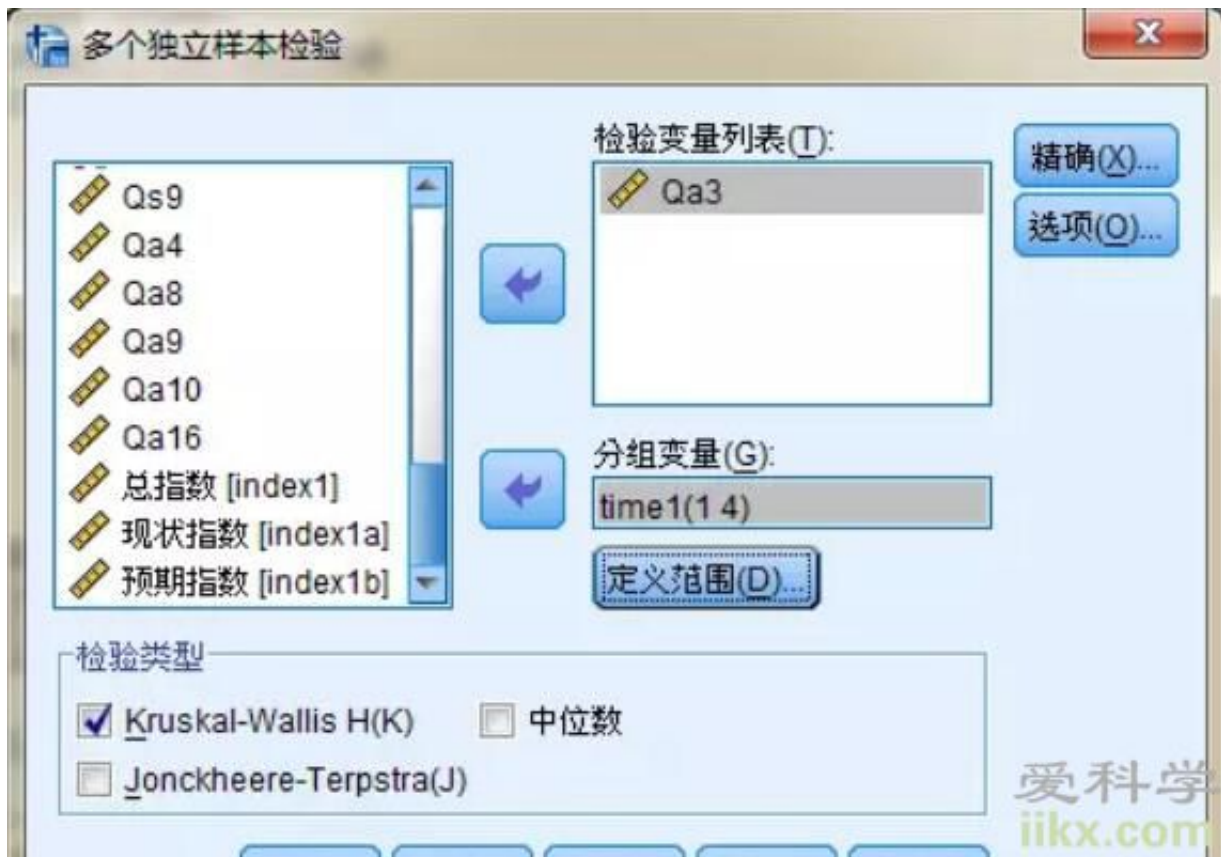 多个独立样本检验
检验变量列表(T):
Qs9
Qa4
Qa8
Qa9
Qa10
Qa16
总指数 [index1]
现状指数 [index1a]
预期指数 [index1b]
Qa3
精确(X)...
选项(O)...
分组变量(G):
time1(1 4)
定义范围(D)...
检验类型
Kruskal-Wallis H(K)
中位数
Jonckheere-Terpstra(J)
爱科学
iikx.com